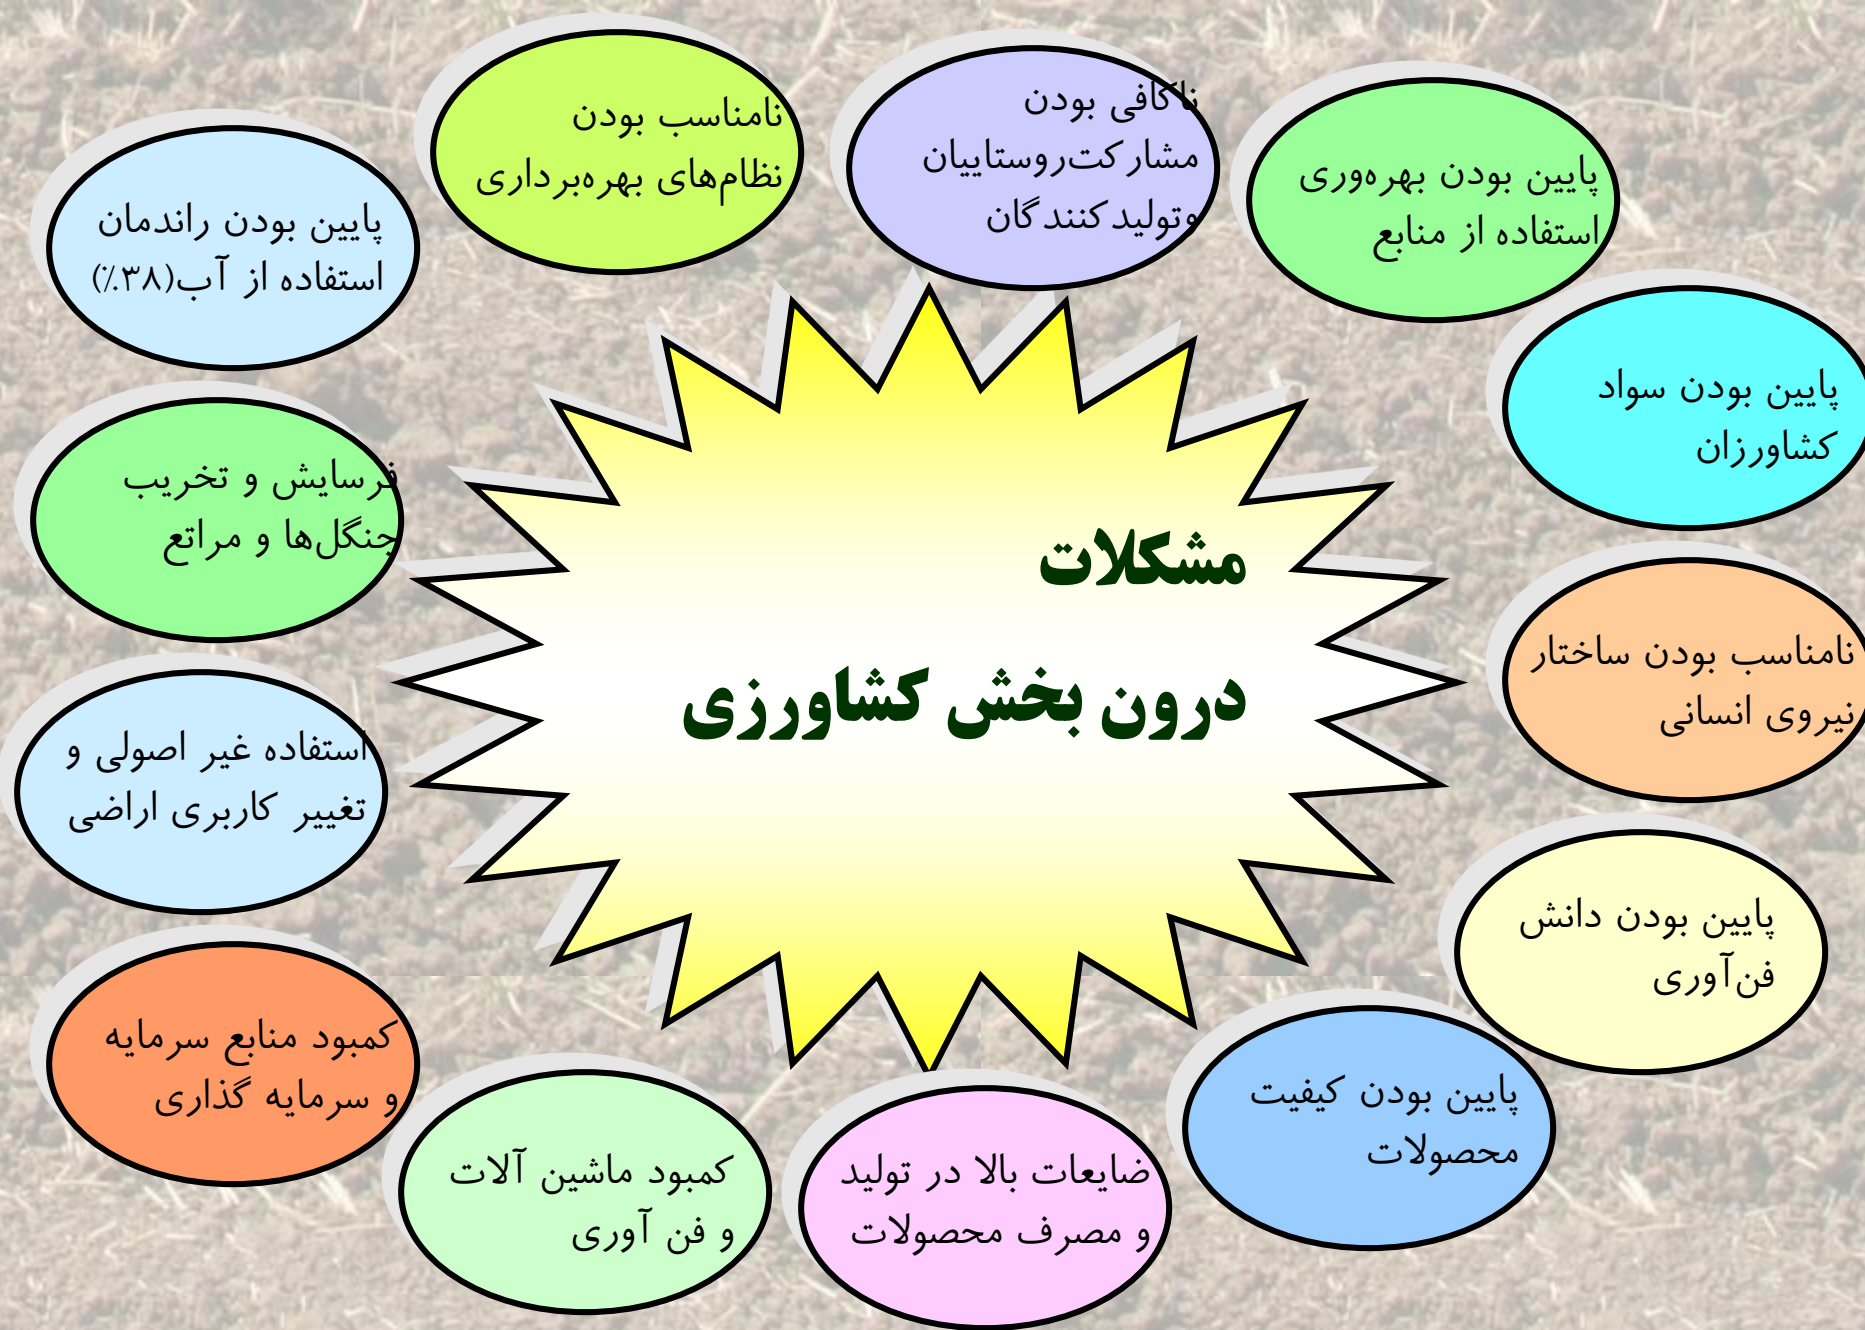 نامناسب بودن
نظام‌های بهره‌برداری
ناکافی بودن
مشارکت‌روستاییان
وتولیدکنندگان
پایین بودن بهره‌وری
استفاده از منابع
پایین بودن سواد
کشاورزان
نامناسب بودن ساختار
نیروی انسانی
پایین بودن دانش
فن‌آوری
پایین بودن کیفیت
محصولات
ضایعات بالا در تولید
و مصرف محصولات
کمبود ماشین آلات
و فن آوری
کمبود منابع سرمایه
و سرمایه گذاری
استفاده غیر اصولی و
تغییر کاربری اراضی
فرسایش و تخریب
جنگل‌ها و مراتع
پایین بودن راندمان
استفاده از آب(۳۸٪)
مشکلات
درون بخش کشاورزی